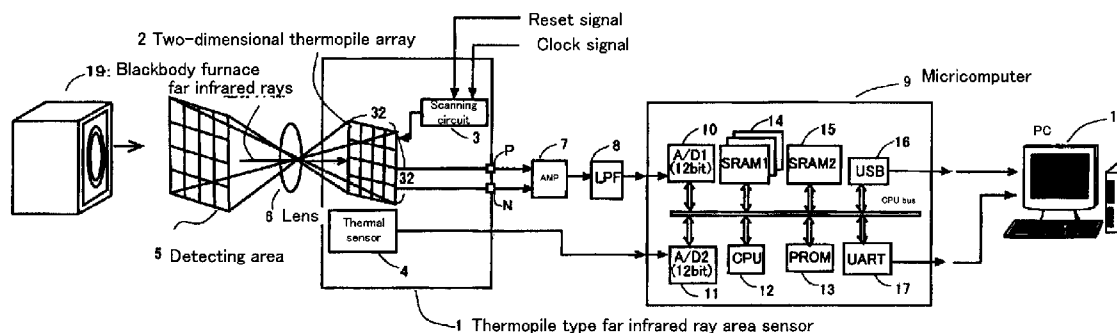 Reset signal
Clock signal
2 Two-dimensional thermopile array
19: Blackbody furnace
far infrared rays
Scanning
circuit
3
32
32
P
N
7
AMP
8
LPF
9 Micricomputer
10
A/D1
(12bit)
14
SRAM1
15
SRAM2
16
USB
CPU bus
PC
1
6 Lens
5 Detecting area
Thermal
sensor
4
A/D2
(12bit)
11
CPU
12
PROM
13
UART
17
1 Thermopile type far infrared ray area sensor